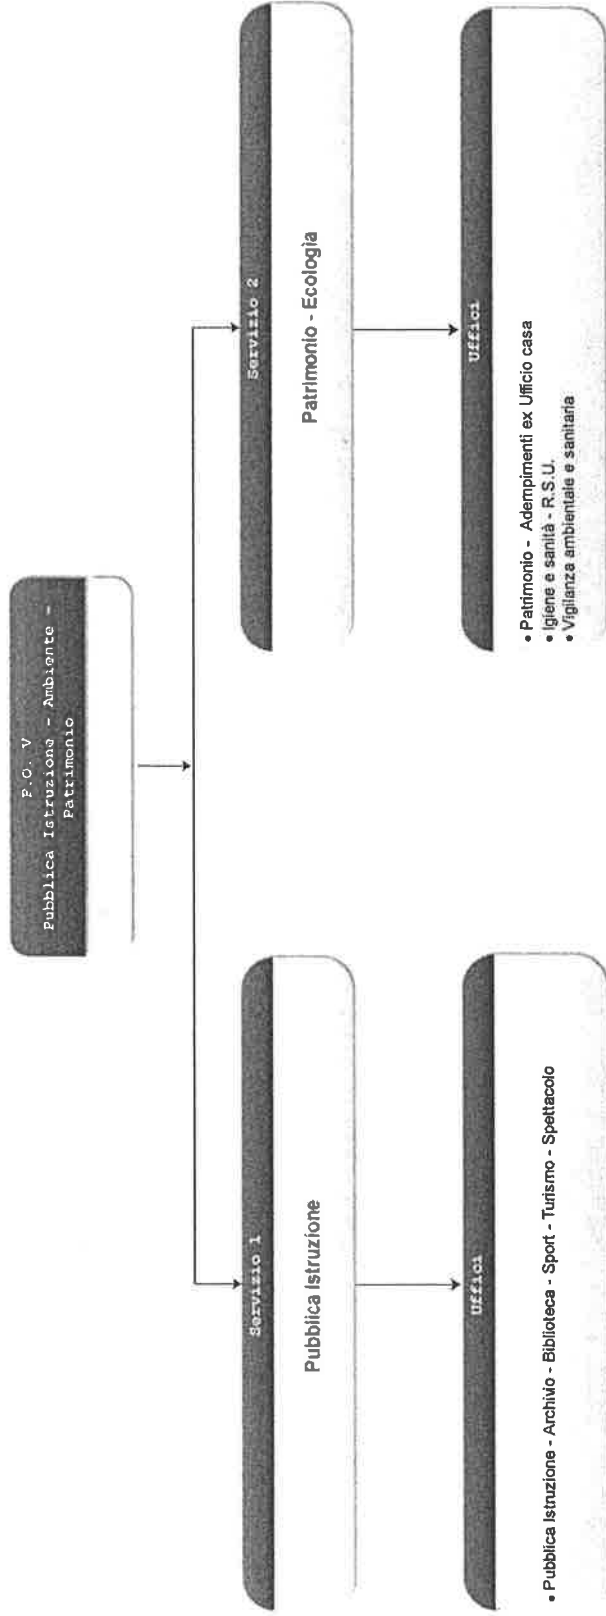 P.O. V
Pubblica Istruzione - Ambiente -
Patrimonio
Servizio 1
Pubblica Istruzione
Uffici
• Pubblica Istruzione - Archivio - Biblioteca - Sport - Turismo - Spettacolo
Servizio 2
Patrimonio - Ecologia
Uffici
• Patrimonio - Adempimenti ex Ufficio casa
• Igiene e sanità - R.S.U.
• Vigilanza ambientale e sanitaria